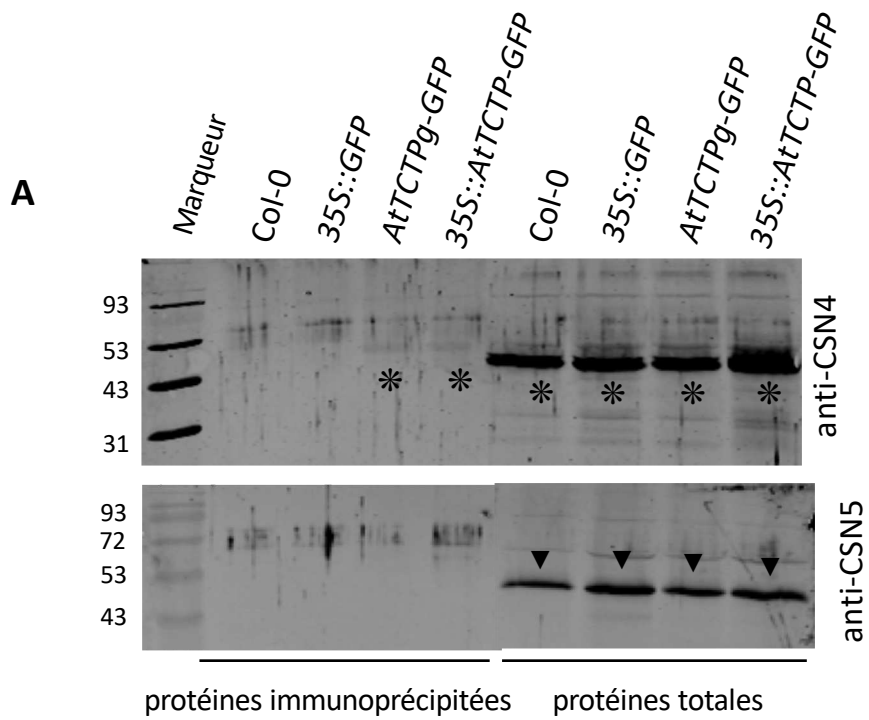 A
Marqueur
Col-0
35S::GFP
AtTCTPg-GFP
35S::AtTCTP-GFP
Col-0
35S::GFP
AtTCTPg-GFP
35S::AtTCTP-GFP
93
53
43
31
* * * * * *
anti-CSN4
93
72
53
43
anti-CSN5
protéines immunoprécipitées
protéines totales